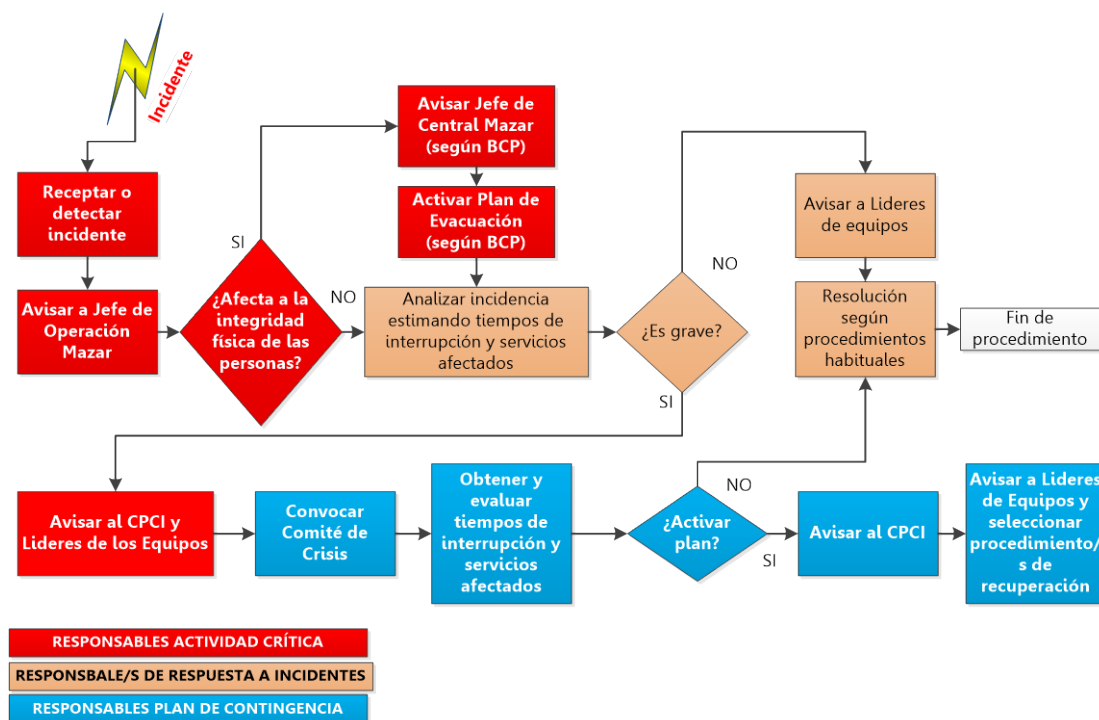 Incidente
Receptar o
detectar
incidente
Avisar a Jefe de
Operación
Mazar
SI
¿Afecta a la
integridad
física de las
personas?
NO
Avisar Jefe de
Central Mazar
(según BCP)
Activar Plan de
Evacuación
(según BCP)
Analizar incidencia
estimando tiempos de
interrupción y servicios
afectados
¿Es grave?
NO
SI
Avisar a Lideres
de equipos
Resolución
según
procedimientos
habituales
Fin de
procedimiento
Avisar al CPCI y
Lideres de los Equipos
Convocar
Comité de
Crisis
Obtener y
evaluar
tiempos de
interrupción y
servicios
afectados
¿Activar
plan?
NO
SI
Avisar al CPCI
Avisar a Lideres
de Equipos y
seleccionar
procedimiento/
s de
recuperación
RESPONSABLES ACTIVIDAD CRÍTICA
RESPONSBALE/S DE RESPUESTA A INCIDENTES
RESPONSABLES PLAN DE CONTINGENCIA